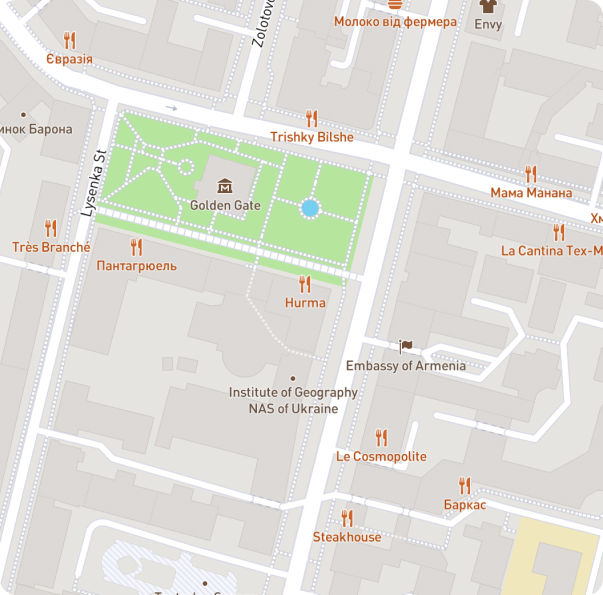 Молоко від фермера
Envy
Zolotovo
Євразія
инок Барона
Trishky Bilshe
Lysenka St
Мама Манана
Golden Gate
Très Branché
La Cantina Tex-M
Пантагрюель
Hurma
Embassy of Armenia
Institute of Geography
NAS of Ukraine
Le Cosmopolite
Баркас
Steakhouse